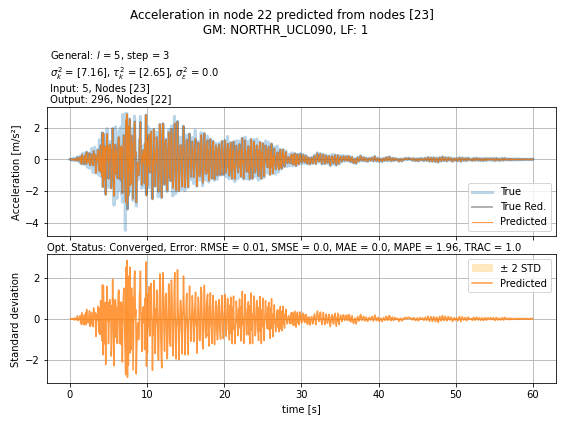 Acceleration in node 22 predicted from nodes [23]
GM: NORTHR_UCL090, LF: 1
General: l = 5, step = 3
σ²ₖ = [7.16], τ²ₖ = [2.65], σ²ᵣ = 0.0
Input: 5, Nodes [23]
Output: 296, Nodes [22]
Acceleration [m/s²]
2
0
−2
−4
True
True Red.
Predicted
Opt. Status: Converged, Error: RMSE = 0.01, SMSE = 0.0, MAE = 0.0, MAPE = 1.96, TRAC = 1.0
Standard deviation
2
0
−2
± 2 STD
Predicted
0 10 20 30 40 50 60
time [s]